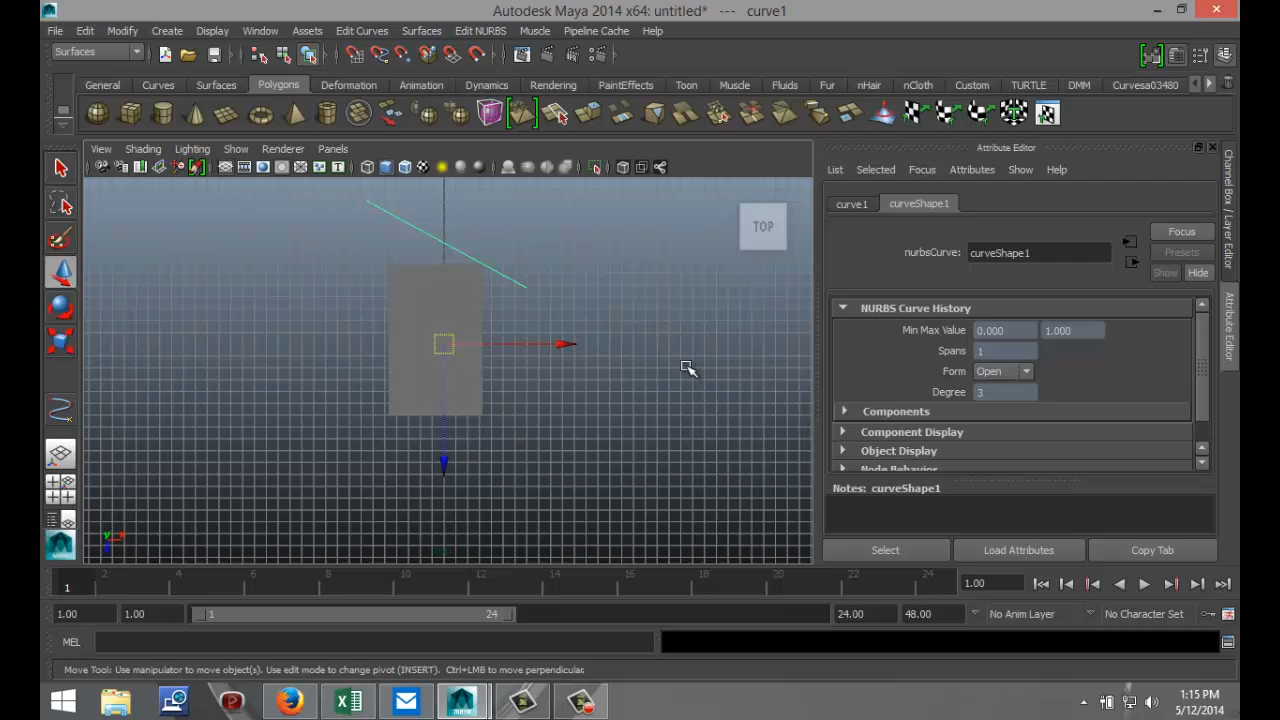 Autodesk Maya 2014 x64: untitled* --- curve1
File Edit Modify Create Display Window Assets Edit Curves Surfaces Edit NURBS Muscle Pipeline Cache Help
Surfaces
General Curves Surfaces Polygons Deformation Animation Dynamics Rendering PaintEffects Toon Muscle Fluids Fur nHair nCloth Custom TURTLE DMM Curvesa03480
View Shading Lighting Show Renderer Panels
Attribute Editor
List Selected Focus Attributes Show Help
curve1 curveShape1
TOP
Focus
nurbsCurve: curveShape1
Presets
Show Hide
NURBS Curve History
Min Max Value 0.000 1.000
Spans 1
Form Open
Degree 3
Components
Component Display
Object Display
Node Behavior
Notes: curveShape1
Select Load Attributes Copy Tab
Channel Box / Layer Editor
Attribute Editor
y x
1 2 4 6 8 10 12 14 16 18 20 22 24 1.00
1.00 1.00 1 24 24.00 48.00 No Anim Layer No Character Set
MEL
Move Tool: Use manipulator to move object(s). Use edit mode to change pivot (INSERT). Ctrl+LMB to move perpendicular.
1:15 PM
5/12/2014